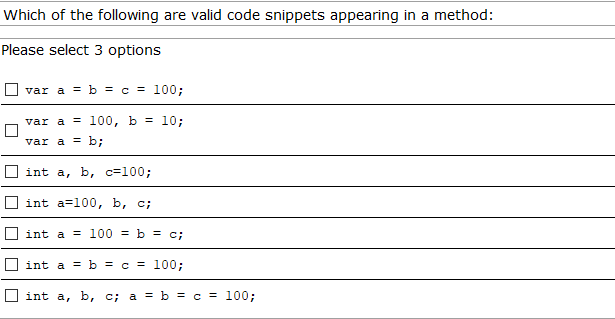 Which of the following are valid code snippets appearing in a method:
Please select 3 options
var a = b = c = 100;
var a = 100, b = 10;
var a = b;
int a, b, c=100;
int a=100, b, c;
int a = 100 = b = c;
int a = b = c = 100;
int a, b, c; a = b = c = 100;